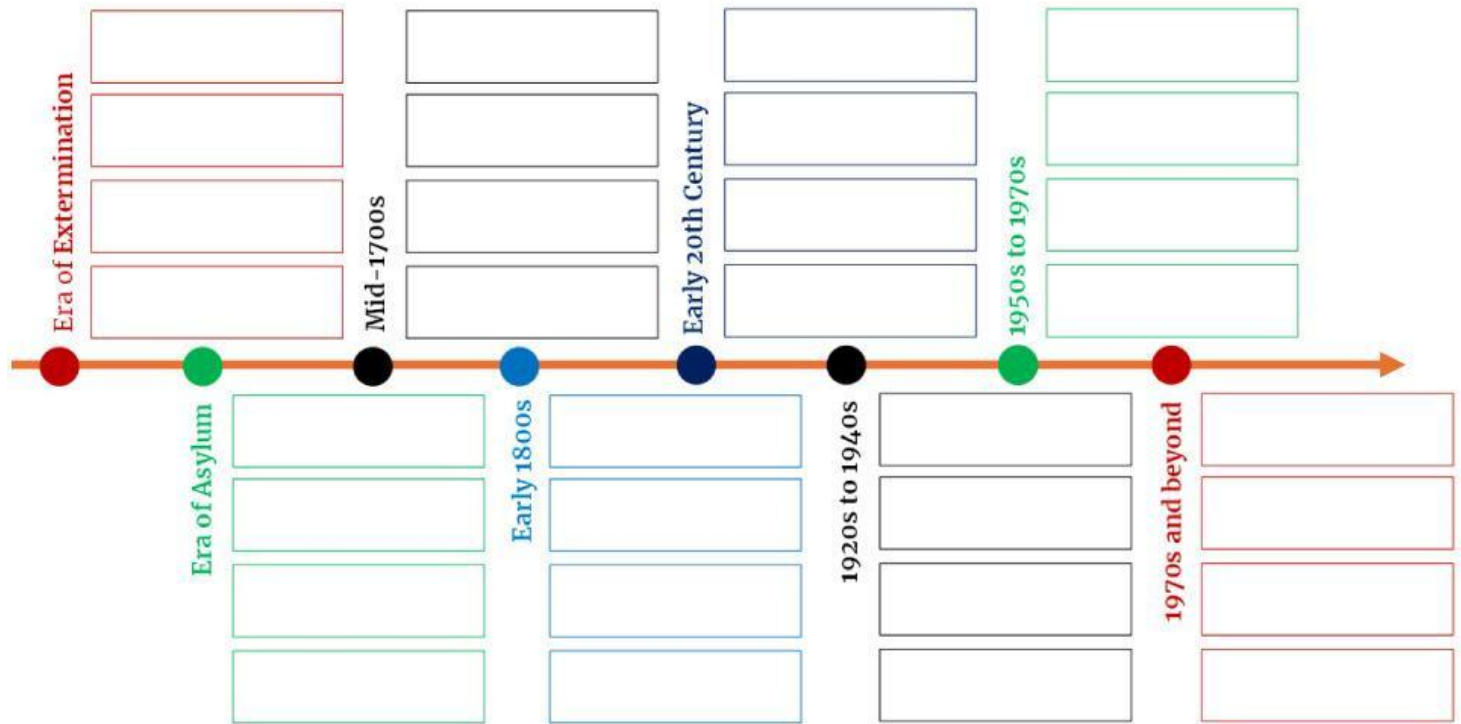 Era of Extermination
Era of Asylum
Mid-1700s
Early 1800s
Early 20th Century
1920s to 1940s
1950s to 1970s
1970s and beyond